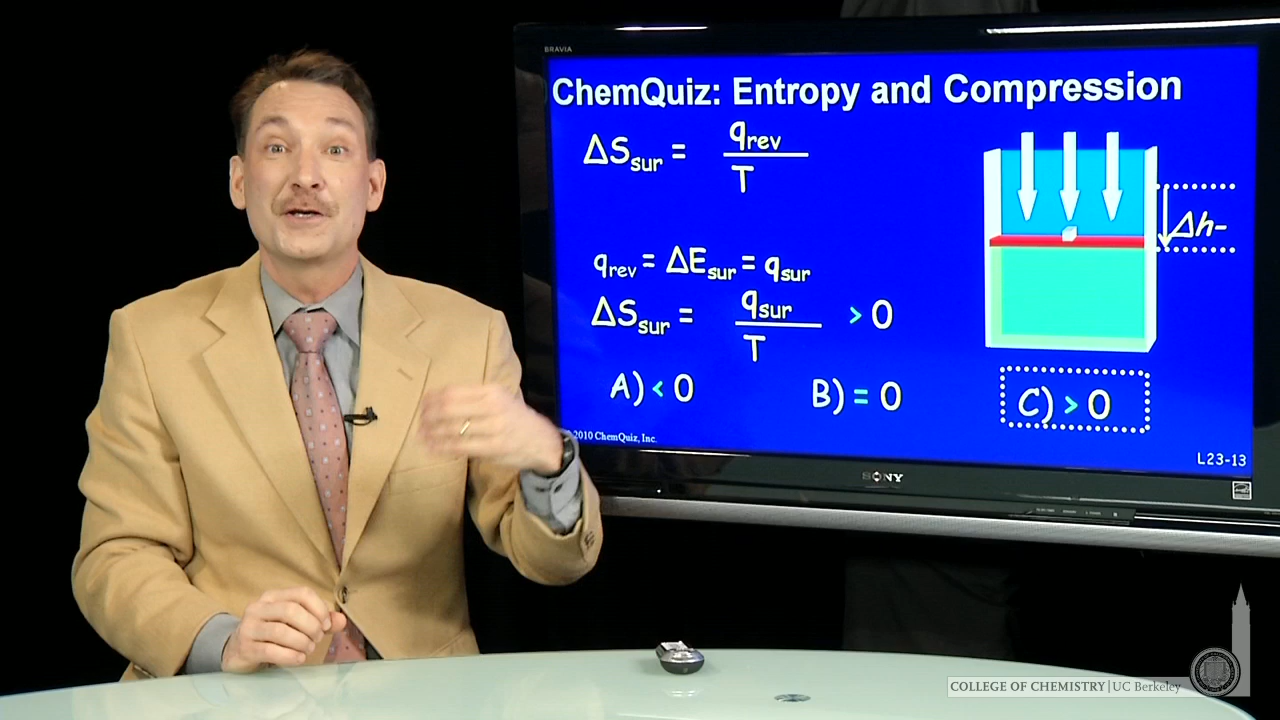 BRAVIA
ChemQuiz: Entropy and Compression
ΔSsur = qrev
T
Δh-
qrev = ΔEsur = qsur
ΔSsur = qsur > 0
T
A) < 0 B) = 0 C) > 0
2010 ChemQuiz, Inc.
L23-13
SONY
COLLEGE OF CHEMISTRY | UC Berkeley